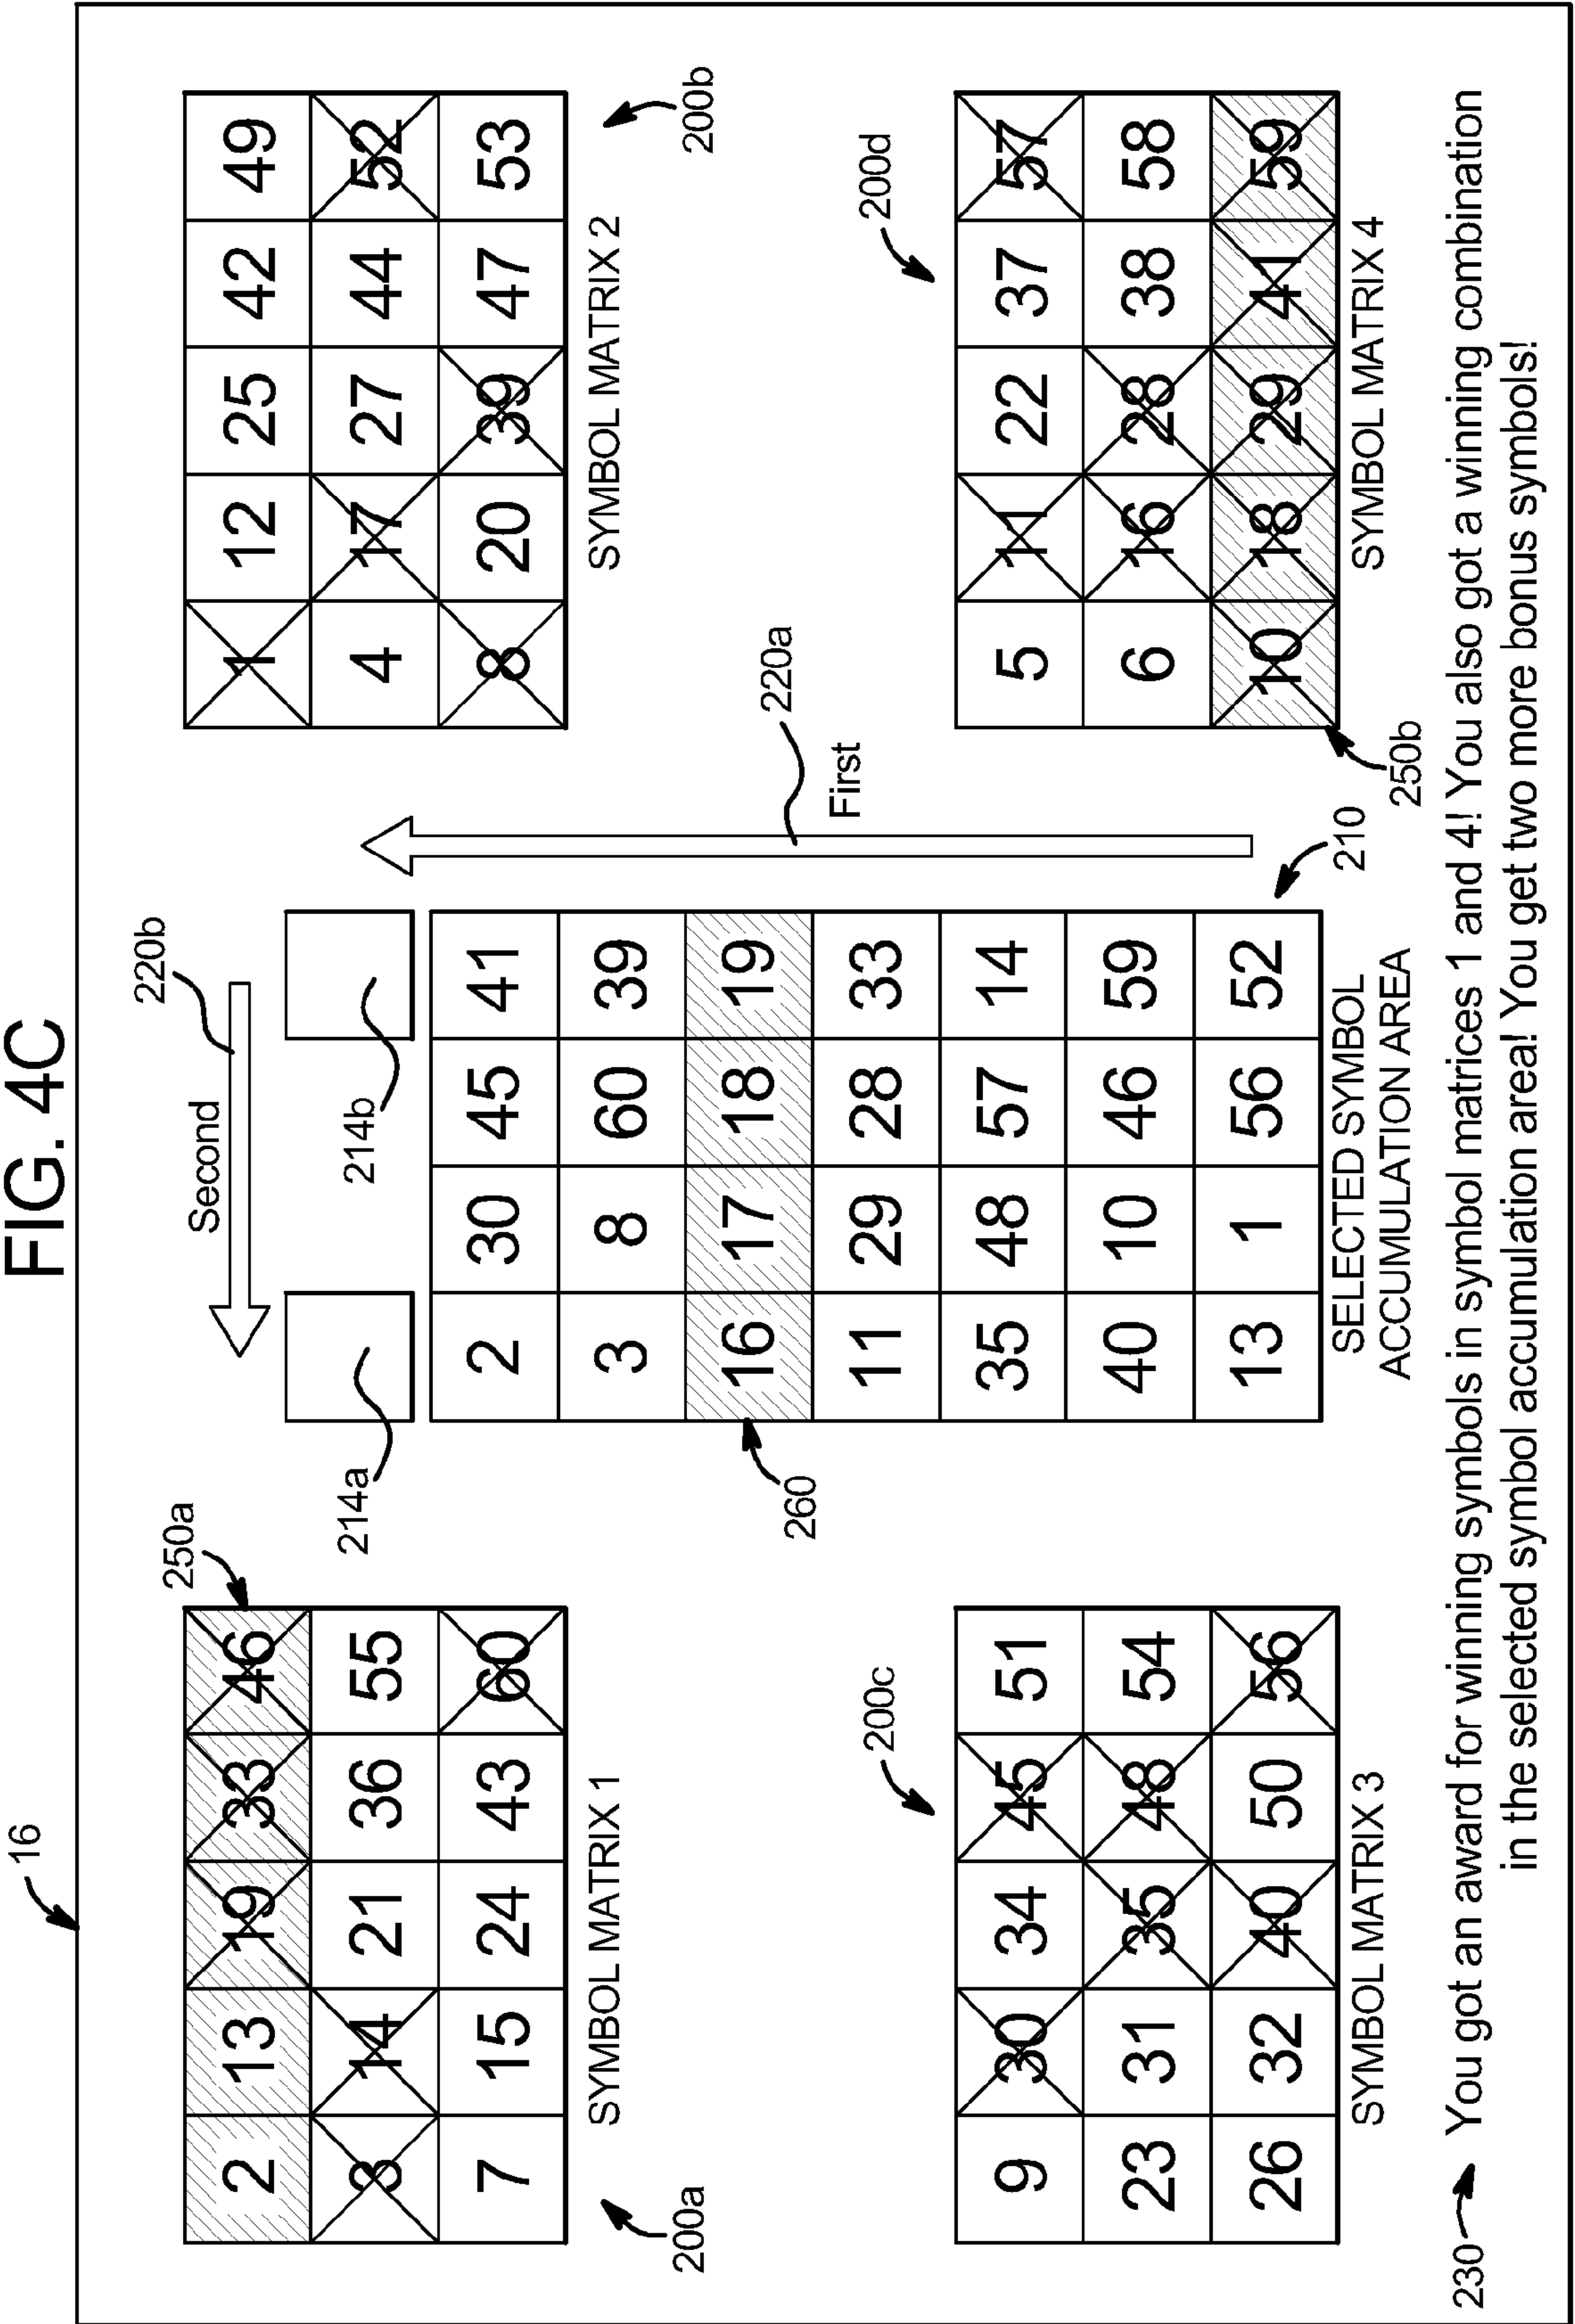 FIG. 4C
16
250a
2 13 19 33 46
3 14 21 36 55
7 15 24 43 60
SYMBOL MATRIX 1
200a
Second
220b
214a
214b
2 30 45 41
3 8 60 39
16 17 18 19
11 29 28 33
35 48 57 14
40 10 46 59
13 1 56 52
260
SELECTED SYMBOL
ACCUMULATION AREA
210
220a
First
1 12 25 42 49
4 17 27 44 52
8 20 39 47 53
SYMBOL MATRIX 2
200b
200c
9 30 34 45 51
23 31 35 48 54
26 32 40 50 56
SYMBOL MATRIX 3
200d
5 11 22 37 57
6 16 28 38 58
10 18 29 41 59
SYMBOL MATRIX 4
250b
230 You got an award for winning symbols in symbol matrices 1 and 4! You also got a winning combination
in the selected symbol accumulation area! You get two more bonus symbols!